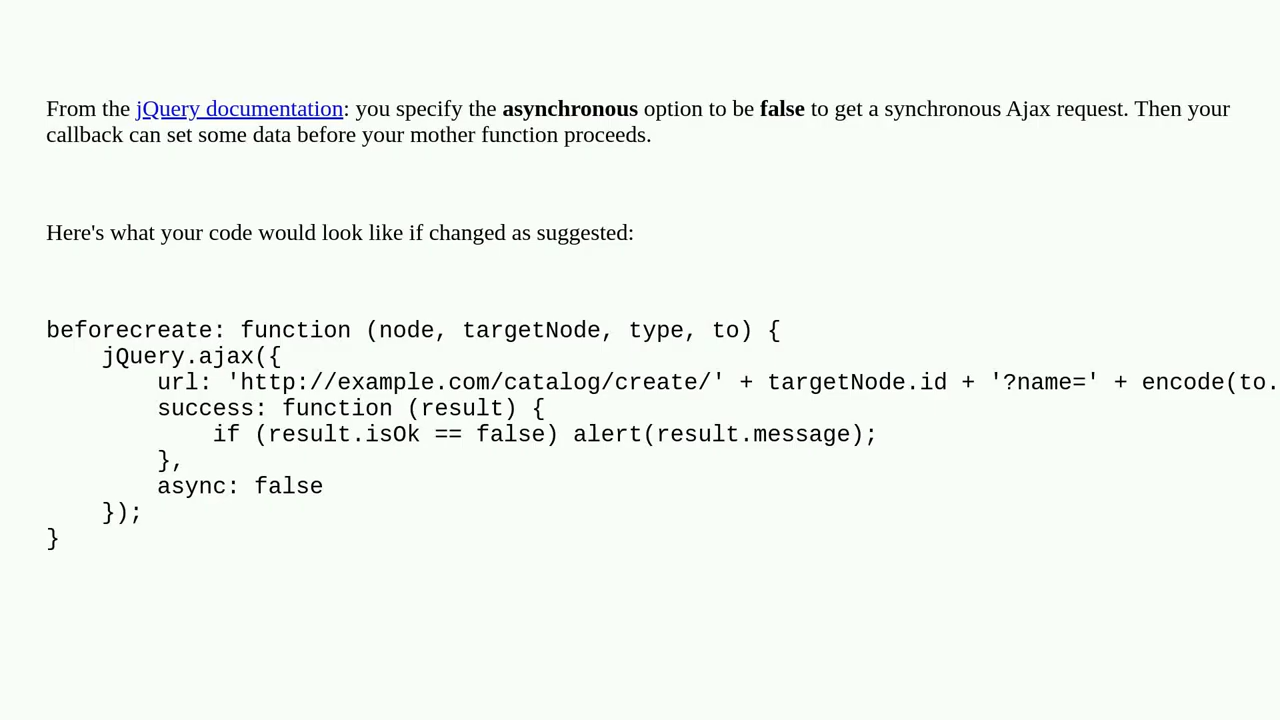 From the jQuery documentation: you specify the asynchronous option to be false to get a synchronous Ajax request. Then your
callback can set some data before your mother function proceeds.
Here's what your code would look like if changed as suggested:
beforecreate: function (node, targetNode, type, to) {
    jQuery.ajax({
        url: 'http://example.com/catalog/create/' + targetNode.id + '?name=' + encode(to.
        success: function (result) {
            if (result.isOk == false) alert(result.message);
        },
        async: false
    });
}